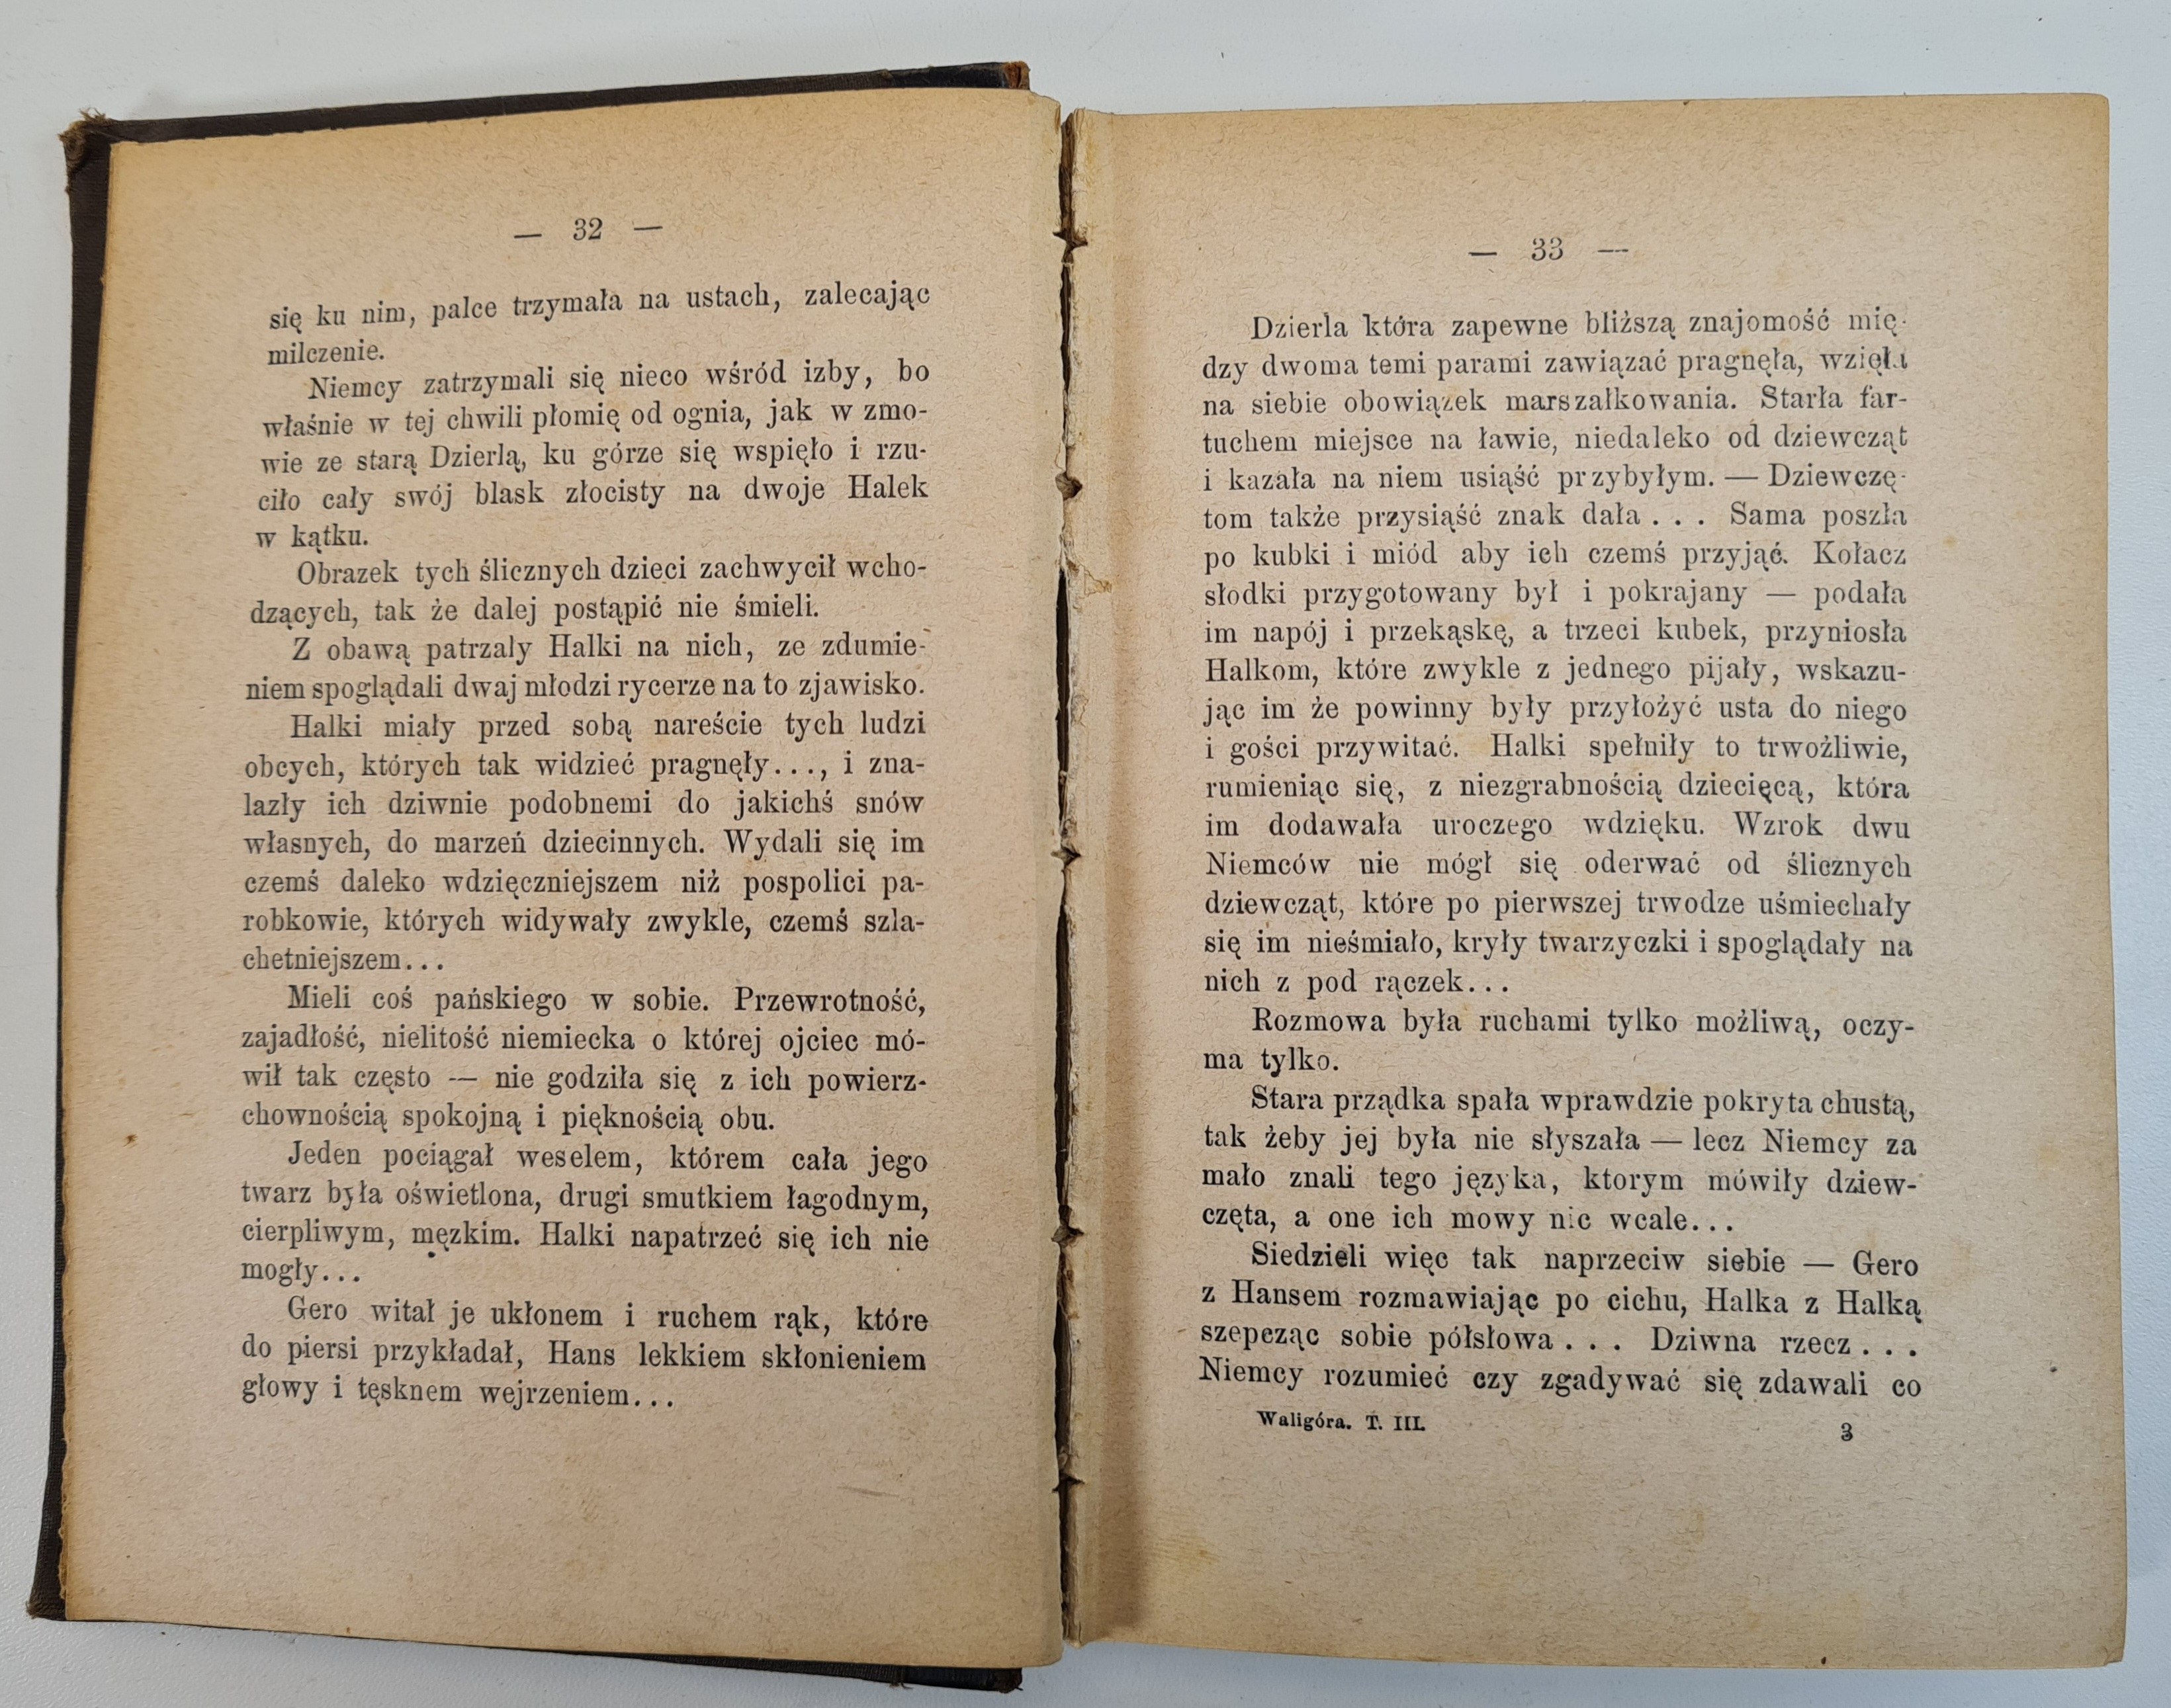 — 32 —
się ku nim, palce trzymała na ustach, zalecając
milczenie.
Niemcy zatrzymali się nieco wśród izby, bo
właśnie w tej chwili płomię od ognia, jak w zmo-
wie ze starą Dzierlą, ku górze się wspięło i rzu-
ciło cały swój blask złocisty na dwoje Halek
w kątku.
Obrazek tych ślicznych dzieci zachwycił wcho-
dzących, tak że dalej postąpić nie śmieli.
Z obawą patrzały Halki na nich, ze zdumie-
niem spoglądali dwaj młodzi rycerze na to zjawisko.
Halki miały przed sobą nareście tych ludzi
obcych, których tak widzieć pragnęły..., i zna-
lazły ich dziwnie podobnemi do jakichś snów
własnych, do marzeń dziecinnych. Wydali się im
czemś daleko wdzięczniejszem niż pospolici pa-
robkowie, których widywały zwykle, czemś szla-
chetniejszem...
Mieli coś pańskiego w sobie. Przewrotność,
zajadłość, nielitość niemiecka o której ojciec mó-
wił tak często — nie godziła się z ich powierz-
chownością spokojną i pięknością obu.
Jeden pociągał weselem, którem cała jego
twarz była oświetlona, drugi smutkiem łagodnym,
cierpliwym, męzkim. Halki napatrzeć się ich nie
mogły...
Gero witał je ukłonem i ruchem rąk, które
do piersi przykładał, Hans lekkiem skłonieniem
głowy i tęsknem wejrzeniem...
— 33 —
Dzierla która zapewne bliższą znajomość mię-
dzy dwoma temi parami zawiązać pragnęła, wzięła
na siebie obowiązek marszałkowania. Starła far-
tuchem miejsce na ławie, niedaleko od dziewcząt
i kazała na niem usiąść przybyłym. — Dziewczę-
tom także przysiąść znak dała . . . Sama poszła
po kubki i miód aby ich czemś przyjąć. Kołacz
słodki przygotowany był i pokrajany — podała
im napój i przekąskę, a trzeci kubek, przyniosła
Halkom, które zwykle z jednego pijały, wskazu-
jąc im że powinny były przyłożyć usta do niego
i gości przywitać. Halki spełniły to trwożliwie,
rumieniąc się, z niezgrabnością dziecięcą, która
im dodawała uroczego wdzięku. Wzrok dwu
Niemców nie mógł się oderwać od ślicznych
dziewcząt, które po pierwszej trwodze uśmiechały
się im nieśmiało, kryły twarzyczki i spoglądały na
nich z pod rączek...
Rozmowa była ruchami tylko możliwą, oczy-
ma tylko.
Stara prządka spała wprawdzie pokryta chustą,
tak żeby jej była nie słyszała — lecz Niemcy za
mało znali tego języka, ktorym mówiły dziew-
częta, a one ich mowy nic wcale...
Siedzieli więc tak naprzeciw siebie — Gero
z Hansem rozmawiając po cichu, Halka z Halką
szepcząc sobie półsłowa . . . Dziwna rzecz . . .
Niemcy rozumieć czy zgadywać się zdawali co
Waligóra. T. III.
3